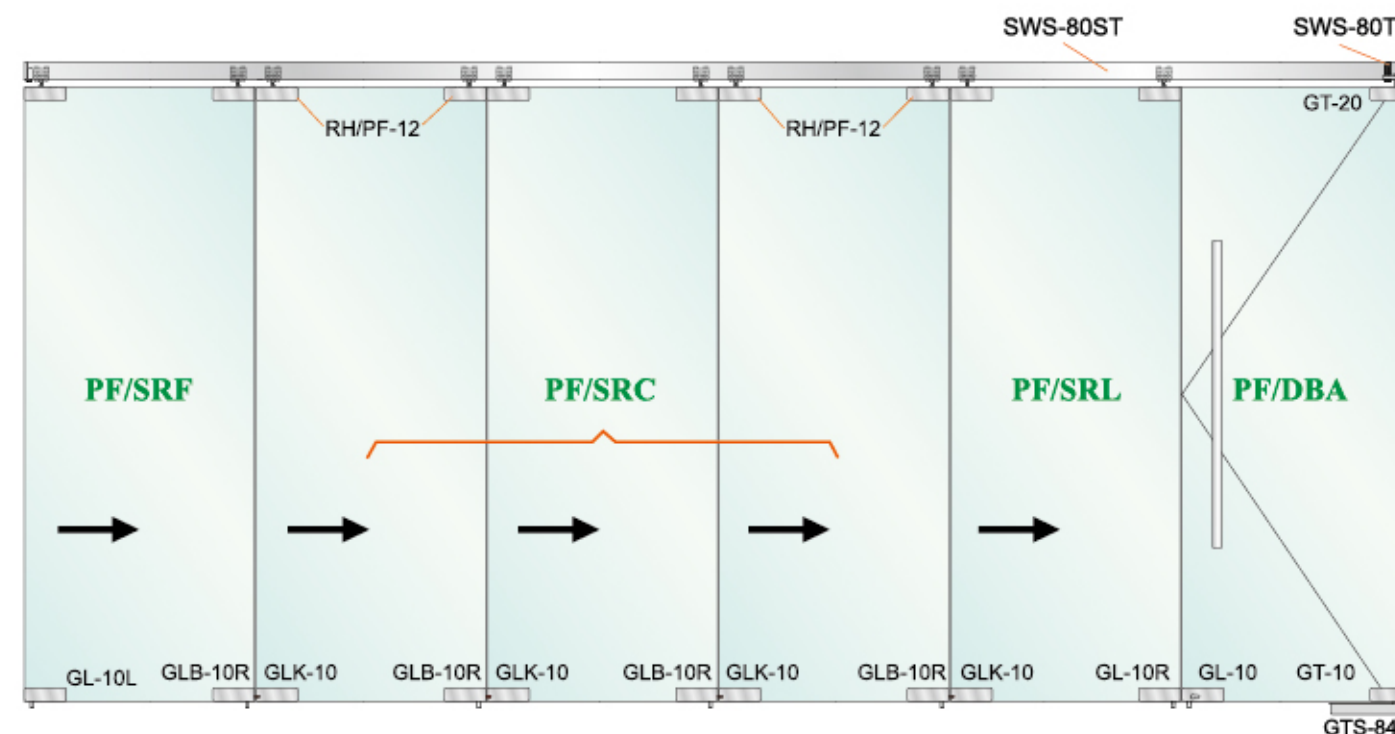 SWS-80ST
SWS-80T
GT-20
RH/PF-12
RH/PF-12
PF/SRF
PF/SRC
PF/SRL
PF/DBA
GL-10L
GLB-10R
GLK-10
GLB-10R
GLK-10
GLB-10R
GLK-10
GLB-10R
GLK-10
GL-10R
GL-10
GT-10
GTS-84